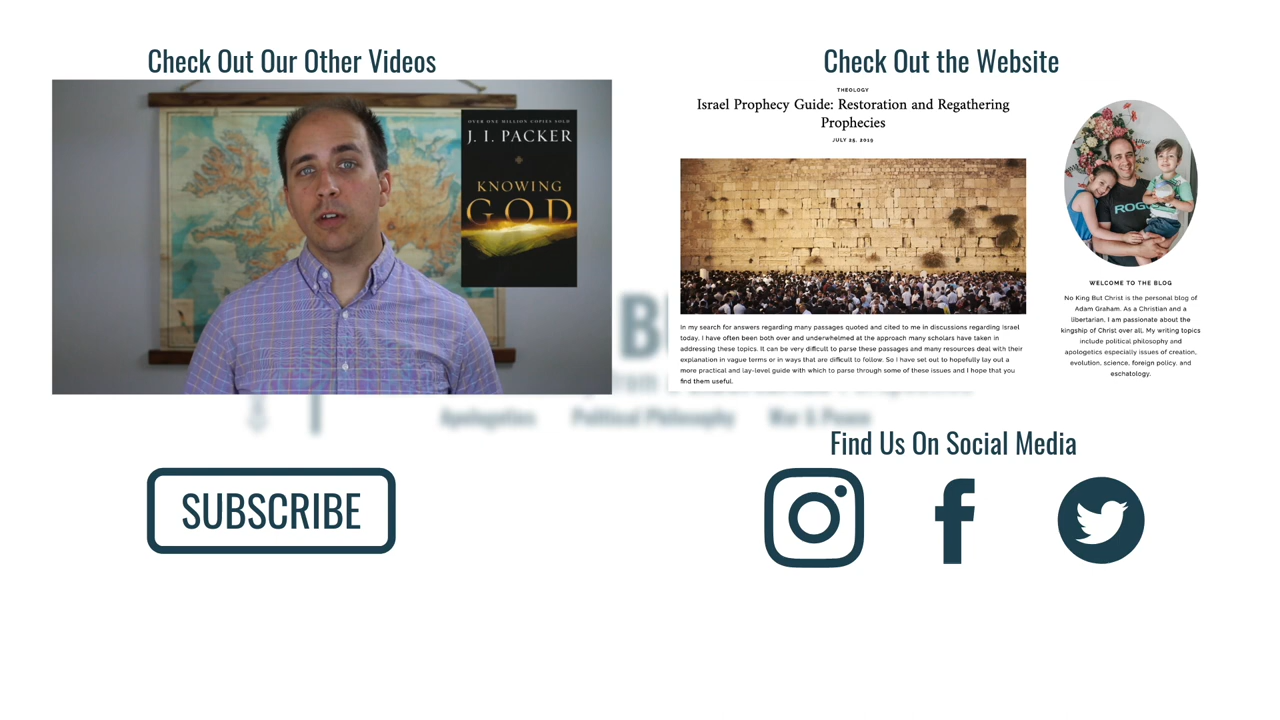 Check Out Our Other Videos
OVER ONE MILLION COPIES SOLD
J. I. PACKER
KNOWING
GOD
SUBSCRIBE
Check Out the Website
THEOLOGY
Israel Prophecy Guide: Restoration and Regathering
Prophecies
JULY 25, 2019
In my search for answers regarding many passages quoted and cited to me in discussions regarding Israel
today, I have often been both over and underwhelmed at the approach many scholars have taken in
addressing these topics. It can be very difficult to parse these passages and many resources deal with their
explanation in vague terms or in ways that are difficult to follow. So I have set out to hopefully lay out a
more practical and lay-level guide with which to parse through some of these issues and I hope that you
find them useful.
ROG
WELCOME TO THE BLOG
No King But Christ is the personal blog of
Adam Graham. As a Christian and a
libertarian, I am passionate about the
kingship of Christ over all. My writing topics
include political philosophy and
apologetics especially issues of creation,
evolution, science, foreign policy, and
eschatology.
from
Apologetics Political Philosophy War & Peace
Find Us On Social Media